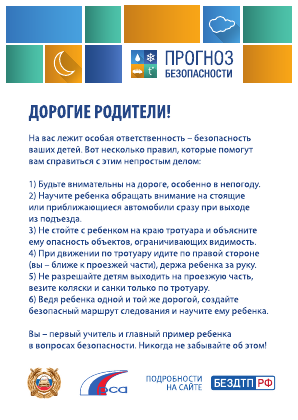 ПРОГНОЗ
БЕЗОПАСНОСТИ
ДОРОГИЕ РОДИТЕЛИ!
На вас лежит особая ответственность – безопасность
ваших детей. Вот несколько правил, которые помогут
вам справиться с этим непростым делом:
1) Будьте внимательны на дороге, особенно в непогоду.
2) Научите ребенка обращать внимание на стоящие
или приближающиеся автомобили сразу при выходе
из подъезда.
3) Не стойте с ребенком на краю тротуара и объясните
ему опасность объектов, ограничивающих видимость.
4) При движении по тротуару идите по правой стороне
(вы – ближе к проезжей части), держа ребенка за руку.
5) Не разрешайте детям выходить на проезжую часть,
везите коляски и санки только по тротуару.
6) Ведя ребенка одной и той же дорогой, создайте
безопасный маршрут следования и научите ему ребенка.
Вы – первый учитель и главный пример ребенка
в вопросах безопасности. Никогда не забывайте об этом!
рса
ПОДРОБНОСТИ
НА САЙТЕ
БЕЗДТП.РФ